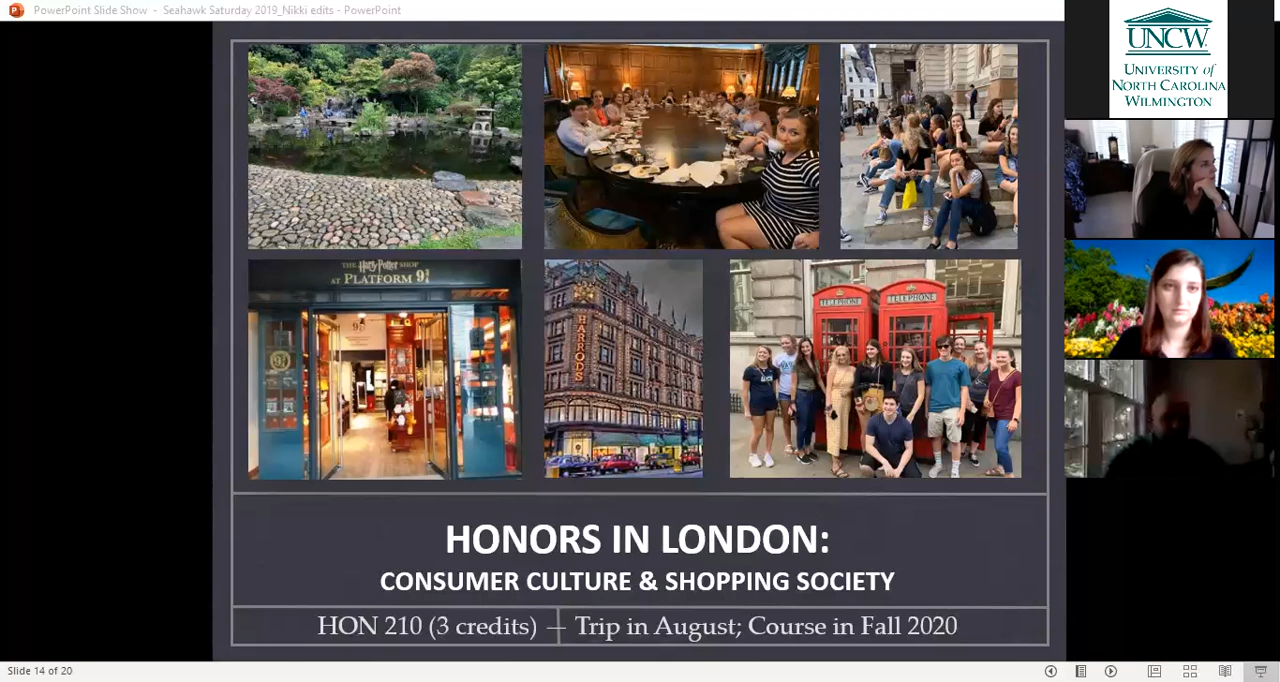 PowerPoint Slide Show - Seahawk Saturday 2019_Nikki edits - PowerPoint
UNCW
UNIVERSITY of
NORTH CAROLINA
WILMINGTON
THE Harry Potter SHOP
AT PLATFORM 9¾
9¾
HARRODS
TELEPHONE
TELEPHONE
HONORS IN LONDON:
CONSUMER CULTURE & SHOPPING SOCIETY
HON 210 (3 credits) — Trip in August; Course in Fall 2020
Slide 14 of 20